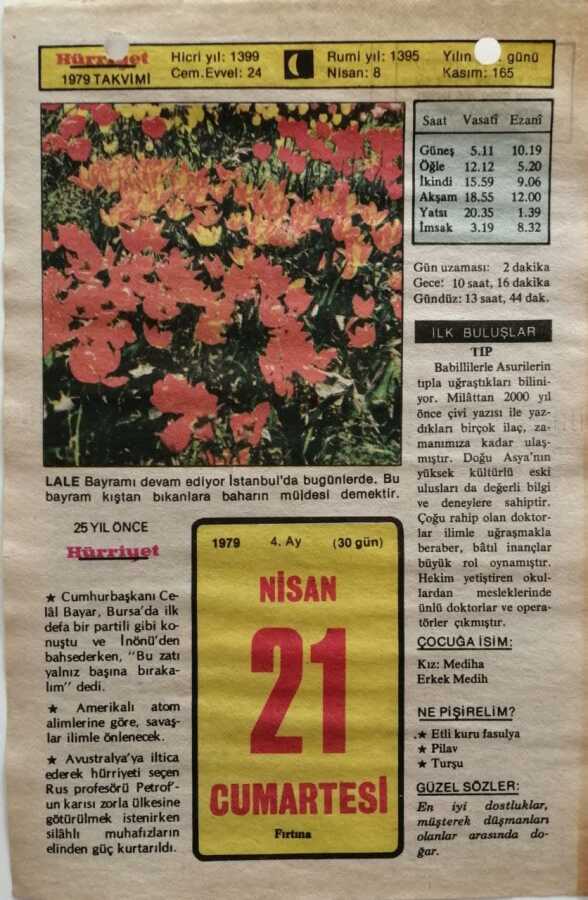 Hürriyet
1979 TAKVİMİ
Hicri yıl: 1399
Cem.Evvel: 24
Rumi yıl: 1395
Nisan: 8
Yılın günü
Kasım: 165
LALE Bayramı devam ediyor İstanbul'da bugünlerde. Bu
bayram kıştan bıkanlara baharın müjdesi demektir.
Saat Vasatî Ezanî
Güneş 5.11 10.19
Öğle 12.12 5.20
İkindi 15.59 9.06
Akşam 18.55 12.00
Yatsı 20.35 1.39
İmsak 3.19 8.32
Gün uzaması: 2 dakika
Gece: 10 saat, 16 dakika
Gündüz: 13 saat, 44 dak.
İLK BULUŞLAR
TIP
Babillilerle Asurilerin
tıpla uğraştıkları bilini-
yor. Milâttan 2000 yıl
önce çivi yazısı ile yaz-
dıkları birçok ilaç, za-
manımıza kadar ulaş-
mıştır. Doğu Asya'nın
yüksek kültürlü eski
ulusları da değerli bilgi
ve deneylere sahiptir.
Çoğu rahip olan doktor-
lar ilimle uğraşmakla
beraber, bâtıl inançlar
büyük rol oynamıştır.
Hekim yetiştiren okul-
lardan mesleklerinde
ünlü doktorlar ve opera-
törler çıkmıştır.
ÇOCUĞA İSİM:
Kız: Mediha
Erkek Medih
NE PİŞİRELİM?
★ Etli kuru fasulya
★ Pilav
★ Turşu
GÜZEL SÖZLER:
En iyi dostluklar,
müşterek düşmanları
olanlar arasında do-
ğar.
25 YIL ÖNCE
Hürriyet
★ Cumhurbaşkanı Ce-
lâl Bayar, Bursa'da ilk
defa bir partili gibi ko-
nuştu ve İnönü'den
bahsederken, "Bu zatı
yalnız başına bıraka-
lım" dedi.
★ Amerikalı atom
alimlerine göre, savaş-
lar ilimle önlenecek.
★ Avustralya'ya iltica
ederek hürriyeti seçen
Rus profesörü Petrof'-
un karısı zorla ülkesine
götürülmek istenirken
silâhlı muhafızların
elinden güç kurtarıldı.
1979 4. Ay (30 gün)
NİSAN
21
CUMARTESİ
Fırtına